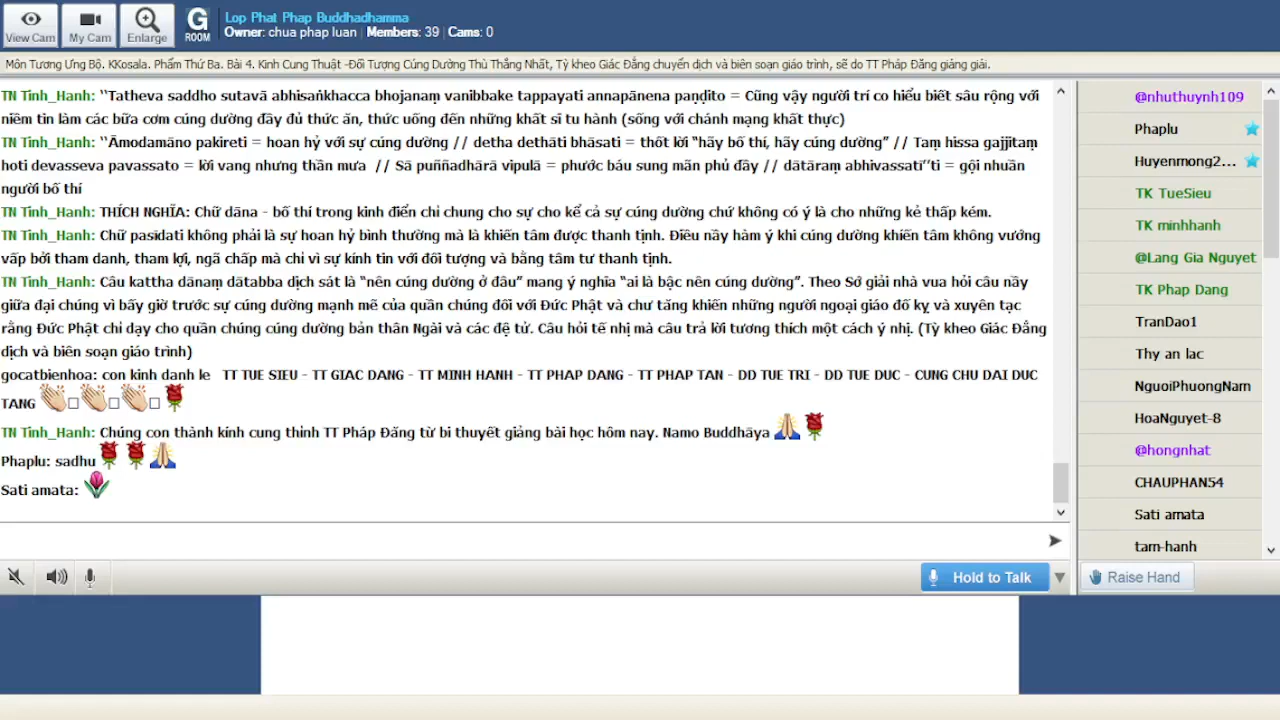 View Cam
My Cam
Enlarge
G
ROOM
Lop Phat Phap Buddhadhamma
Owner: chua phap luan | Members: 39 | Cams: 0
Môn Tương Ưng Bộ. KKosala. Phẩm Thứ Ba. Bài 4. Kinh Cung Thuật -Đối Tượng Cúng Dường Thù Thắng Nhất, Tỳ kheo Giác Đẳng chuyển dịch và biên soạn giáo trình, sẽ do TT Pháp Đăng giảng giải.
TN Tinh_Hanh: ‘‘Tatheva saddho sutavā abhisaṅkhacca bhojanaṃ vanibbake tappayati annapānena paṇḍito = Cũng vậy người trí co hiểu biết sâu rộng với
niềm tin làm các bữa cơm cúng dường đầy đủ thức ăn, thức uống đến những khất sĩ tu hành (sống với chánh mạng khất thực)
TN Tinh_Hanh: ‘‘Āmodamāno pakireti = hoan hỷ với sự cúng dường // detha dethāti bhāsati = thốt lời “hãy bố thí, hãy cúng dường” // Taṃ hissa gajjitaṃ
hoti devasseva pavassato = lời vang nhưng thần mưa // Sā puññadhārā vipulā = phước báu sung mãn phủ đầy // dātāraṃ abhivassatī’’ti = gội nhuần
người bố thí
TN Tinh_Hanh: THÍCH NGHĨA: Chữ dāna - bố thí trong kinh điển chỉ chung cho sự cho kể cả sự cúng dường chứ không có ý là cho những kẻ thấp kém.
TN Tinh_Hanh: Chữ pasīdati không phải là sự hoan hỷ bình thường mà là khiến tâm được thanh tịnh. Điều nầy hàm ý khi cúng dường khiến tâm không vướng
vấp bởi tham danh, tham lợi, ngã chấp mà chỉ vì sự kính tin với đối tượng và bằng tâm tư thanh tịnh.
TN Tinh_Hanh: Câu kattha dānaṃ dātabba dịch sát là “nên cúng dường ở đâu” mang ý nghĩa “ai là bậc nên cúng dường”. Theo Sớ giải nhà vua hỏi câu nầy
giữa đại chúng vì bấy giờ trước sự cúng dường mạnh mẽ của quần chúng đối với Đức Phật và chư tăng khiến những người ngoại giáo đố kỵ và xuyên tạc
rằng Đức Phật chỉ dạy cho quần chúng cúng dường bản thân Ngài và các đệ tử. Câu hỏi tế nhị mà câu trả lời tương thích một cách ý nhị. (Tỳ kheo Giác Đẳng
dịch và biên soạn giáo trình)
gocatbienhoa: con kinh danh le TT TUE SIEU - TT GIAC DANG - TT MINH HANH - TT PHAP DANG - TT PHAP TAN - DD TUE TRI - DD TUE DUC - CUNG CHU DAI DUC
TANG 👏🏻👏🏻👏🏻🌹
TN Tinh_Hanh: Chúng con thành kính cung thỉnh TT Pháp Đăng từ bi thuyết giảng bài học hôm nay. Namo Buddhāya 🙏🌹
Phaplu: sadhu🌹🌹🙏
Sati amata: 🌷
Hold to Talk
@nhuthuynh109
Phaplu
Huyenmong2...
TK TueSieu
TK minhhanh
@Lang Gia Nguyet
TK Phap Dang
TranDao1
Thy an lac
NguoiPhuongNam
HoaNguyet-8
@hongnhat
CHAUPHAN54
Sati amata
tam-hanh
Raise Hand